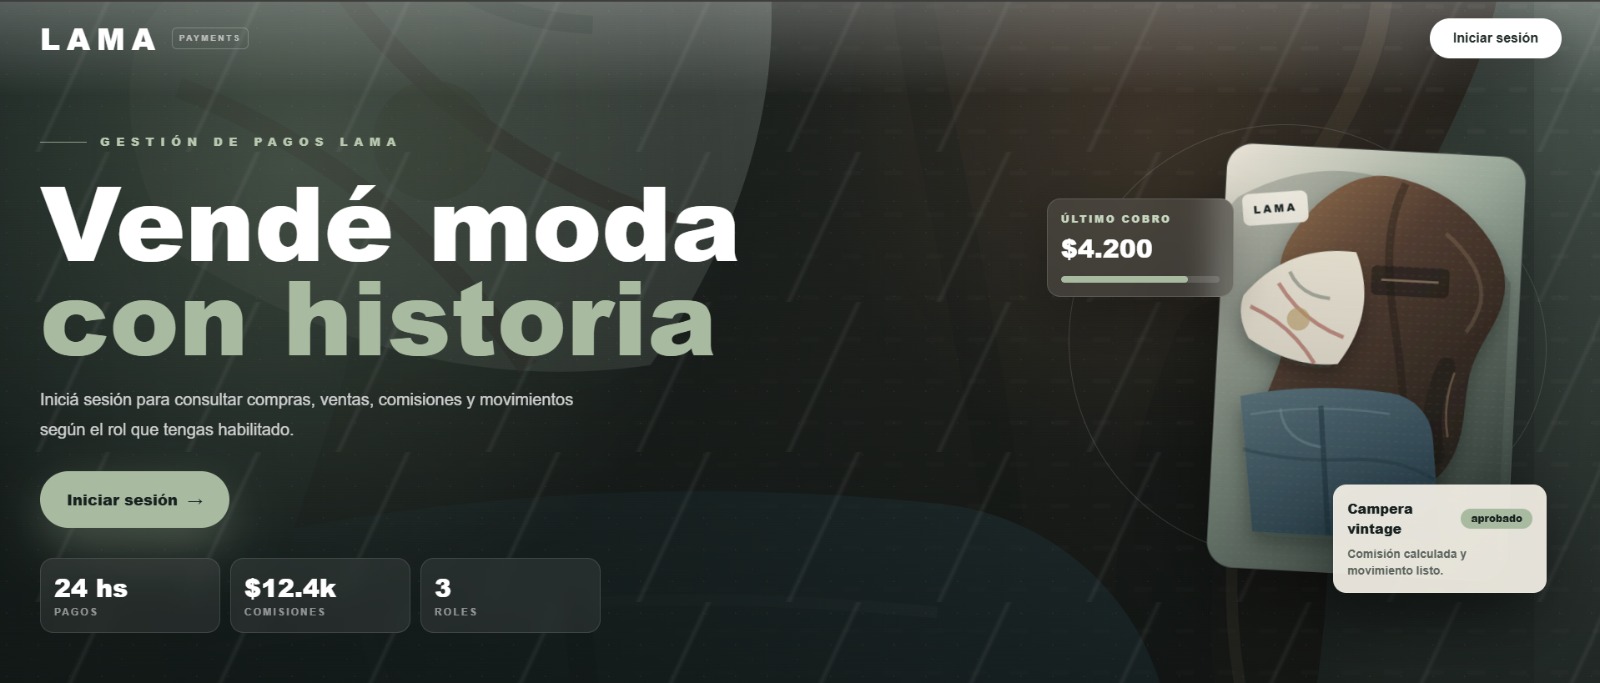 LAMA PAYMENTS
Iniciar sesión
GESTIÓN DE PAGOS LAMA
Vendé moda
con historia
Iniciá sesión para consultar compras, ventas, comisiones y movimientos
según el rol que tengas habilitado.
Iniciar sesión →
24 hs
PAGOS
$12.4k
COMISIONES
3
ROLES
ÚLTIMO COBRO
$4.200
LAMA
Campera
vintage
aprobado
Comisión calculada y
movimiento listo.